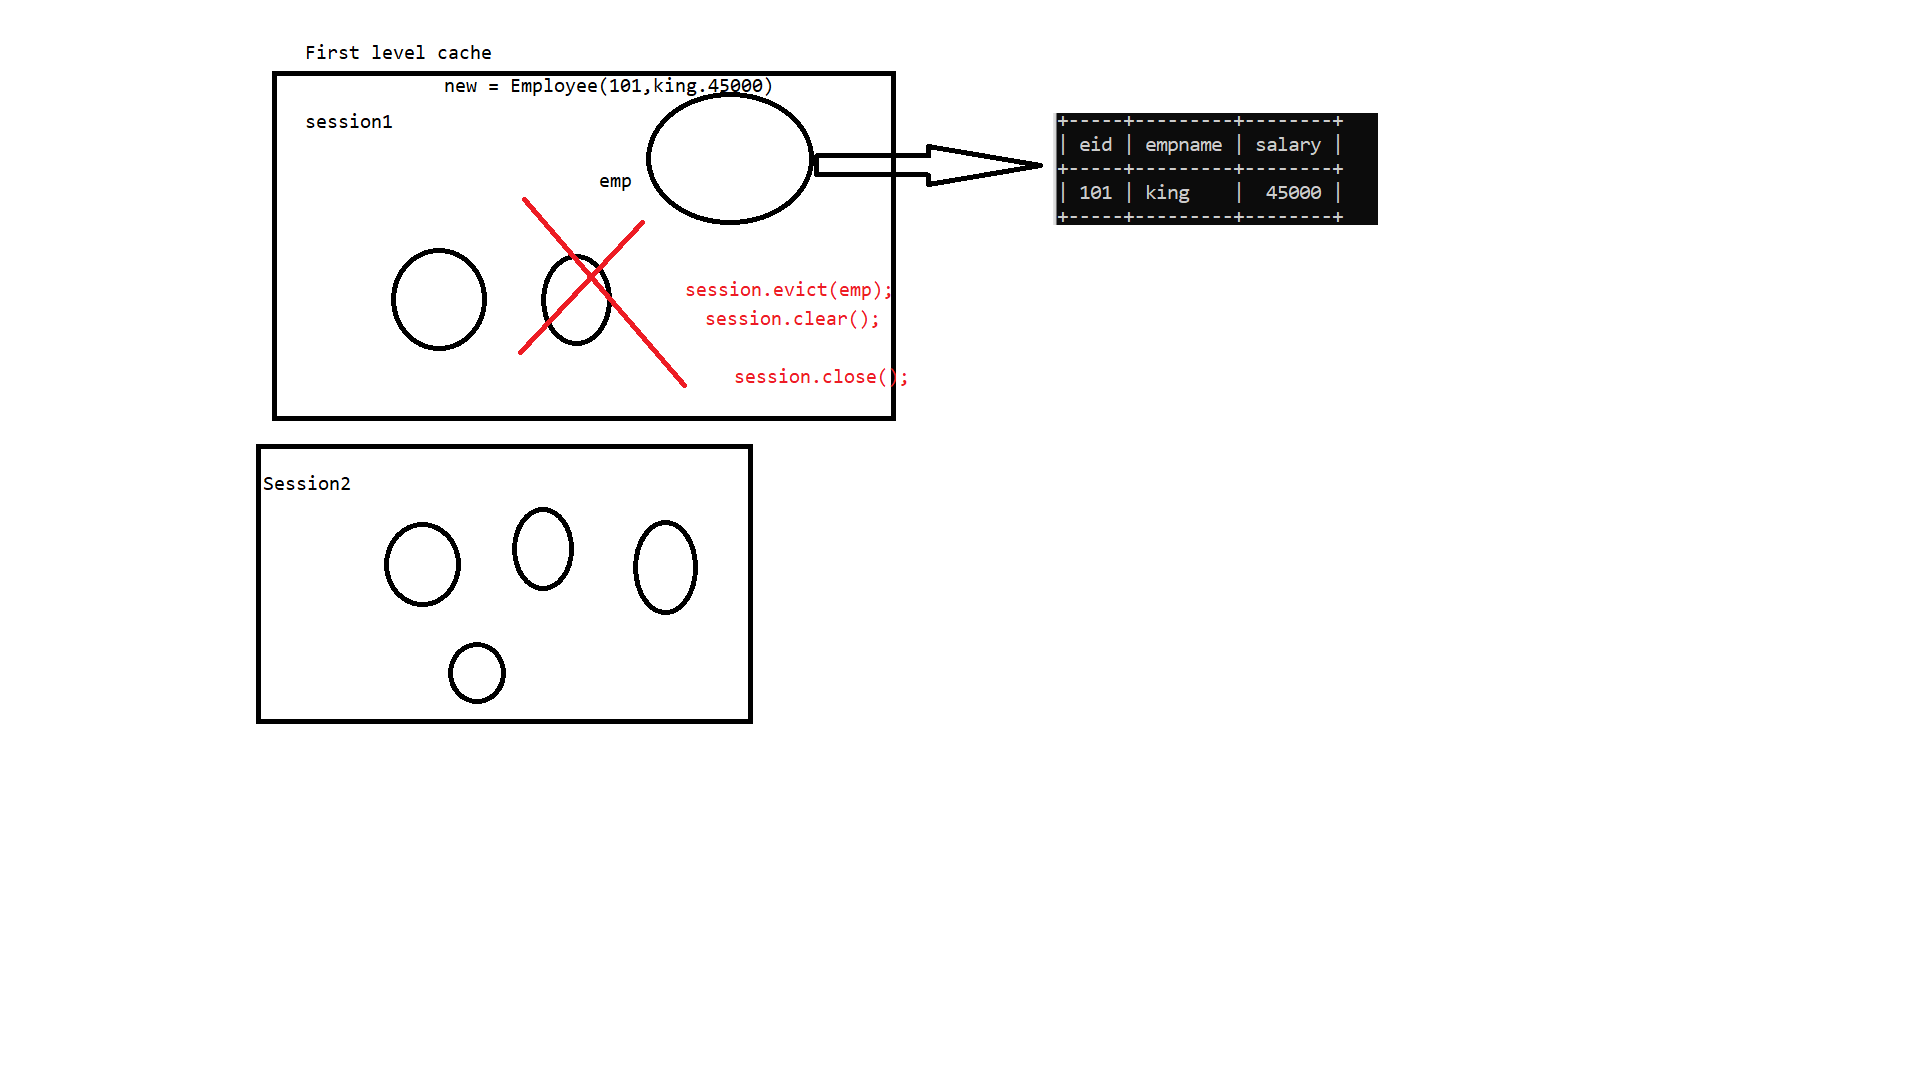 First level cache
new = Employee(101,king.45000)
session1
emp
session.evict(emp);
session.clear();
session.close();
+-----+---------+--------+
| eid | empname | salary |
+-----+---------+--------+
| 101 | king    |  45000 |
+-----+---------+--------+
Session2